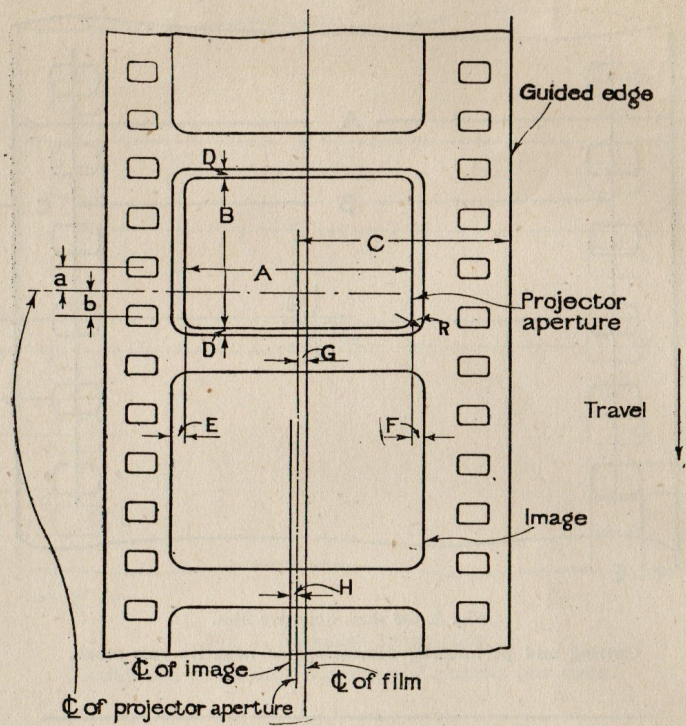 Guided edge
D
B
C
A
a
b
Projector
aperture
R
D
G
Travel
E
F
Image
H
℄ of image
℄ of film
℄ of projector aperture